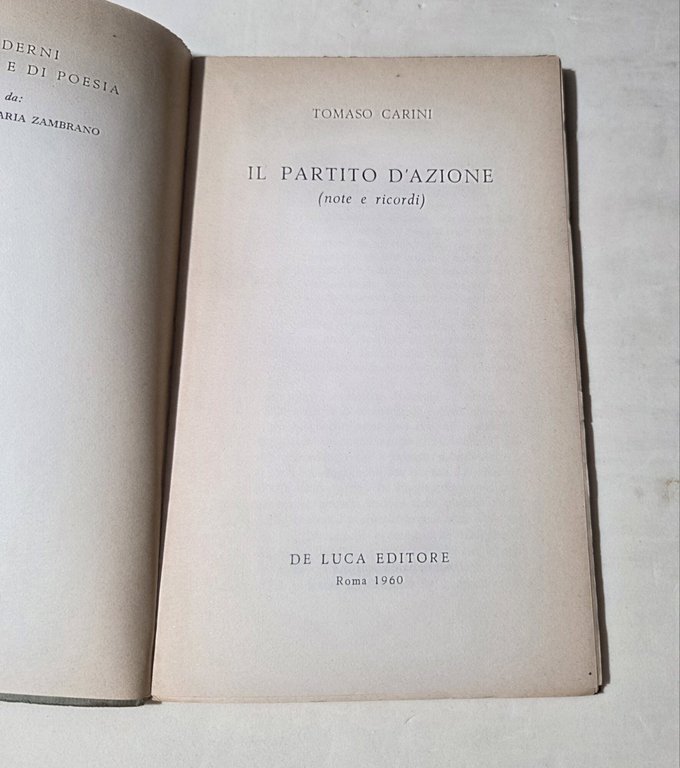 DERNI
E DI POESIA
da:
ARIA ZAMBRANO
TOMASO CARINI
IL PARTITO D'AZIONE
(note e ricordi)
DE LUCA EDITORE
Roma 1960